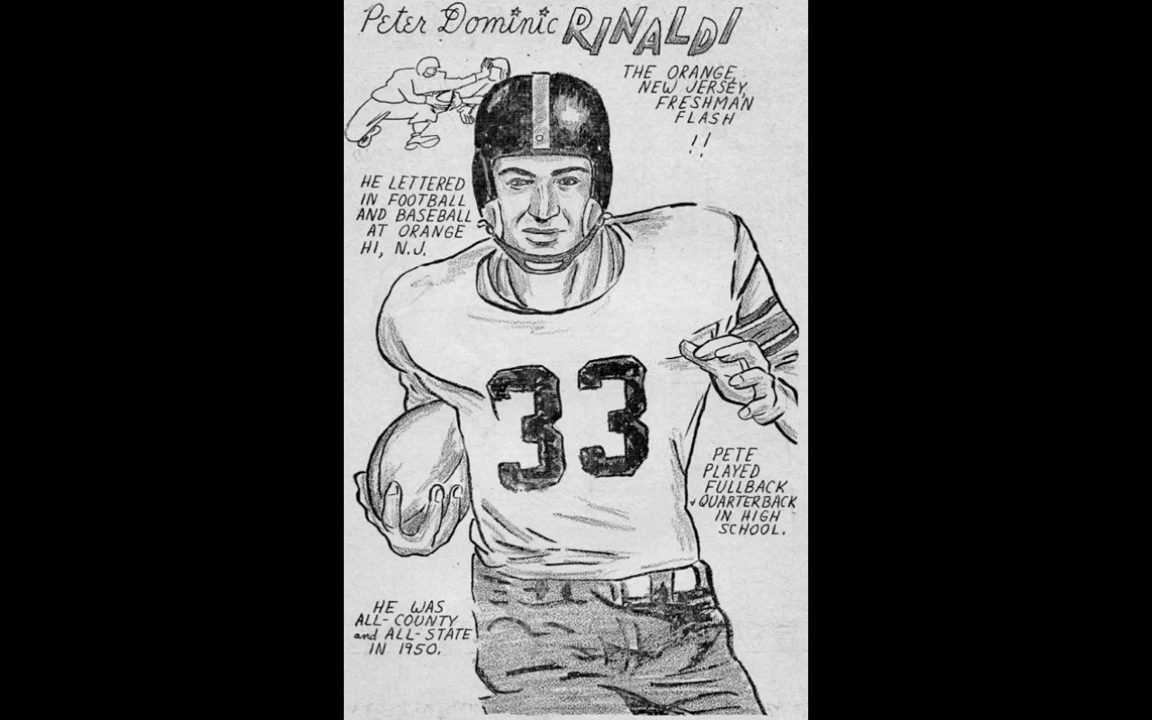 Peter Dominic RINALDI
THE ORANGE,
NEW JERSEY,
FRESHMAN
FLASH
!!
HE LETTERED
IN FOOTBALL
AND BASEBALL
AT ORANGE
HI, N.J.
33
PETE
PLAYED
FULLBACK
+ QUARTERBACK
IN HIGH
SCHOOL.
HE WAS
ALL-COUNTY
and ALL-STATE
IN 1950.